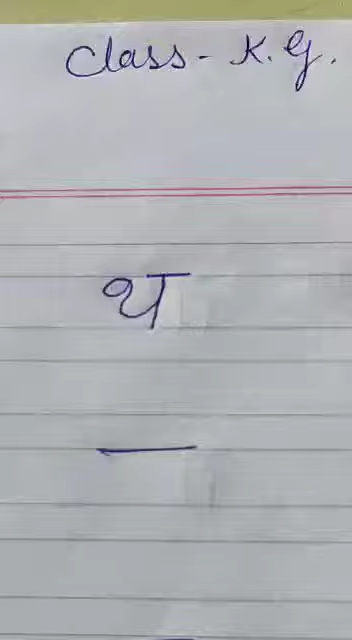 Class - K.G.
थ